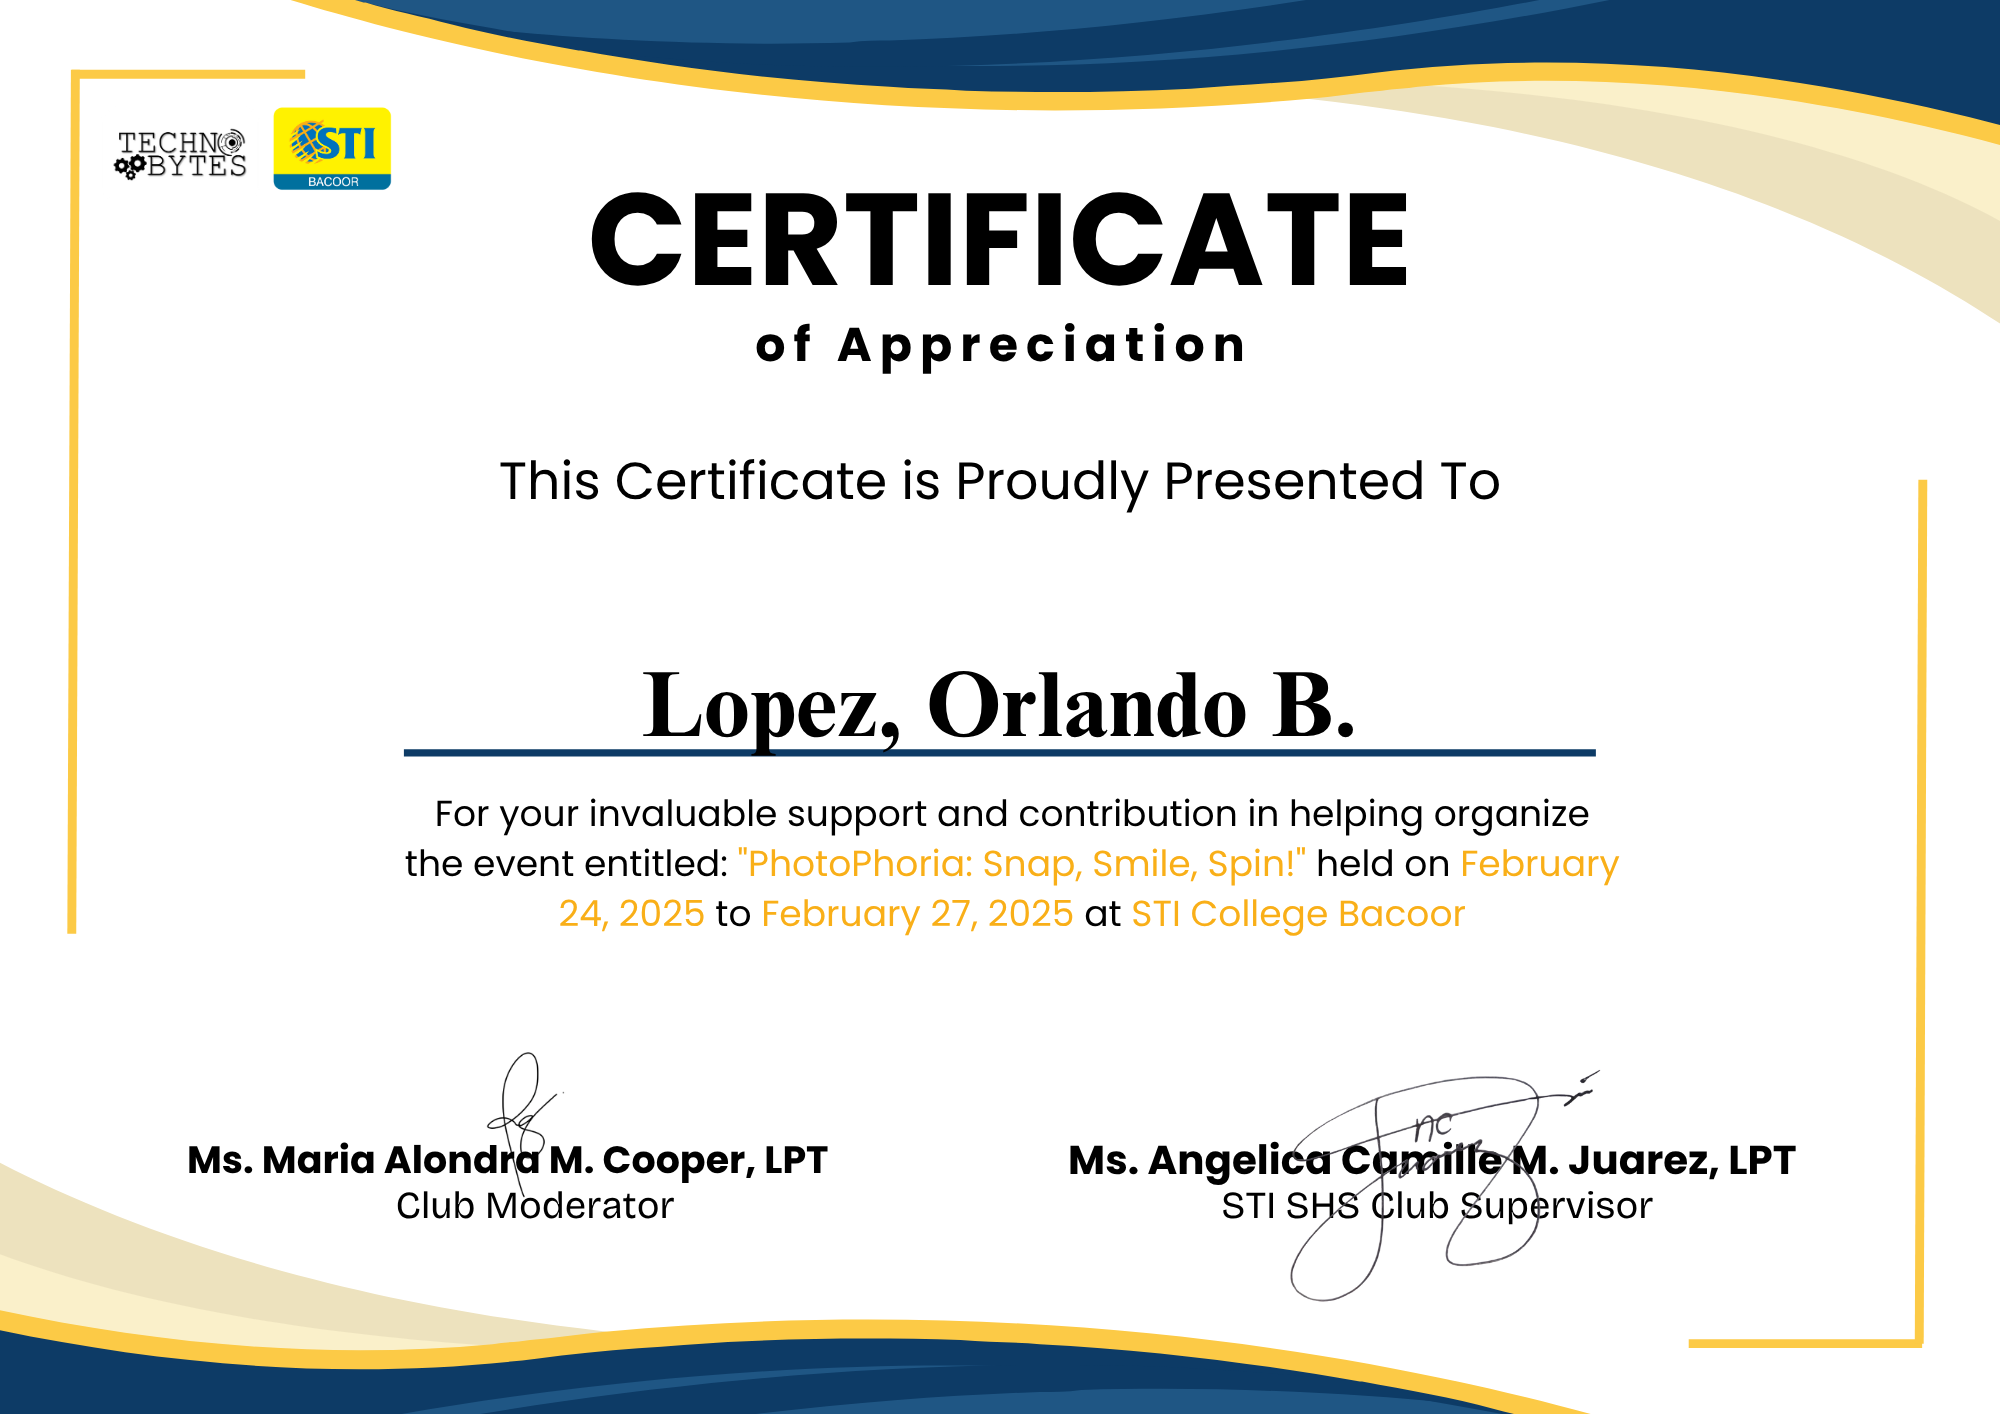 TECHNO
BYTES
STI
BACOOR
CERTIFICATE
of Appreciation
This Certificate is Proudly Presented To
Lopez, Orlando B.
For your invaluable support and contribution in helping organize
the event entitled: "PhotoPhoria: Snap, Smile, Spin!" held on February
24, 2025 to February 27, 2025 at STI College Bacoor
Ms. Maria Alondra M. Cooper, LPT
Club Moderator
Ms. Angelica Camille M. Juarez, LPT
STI SHS Club Supervisor